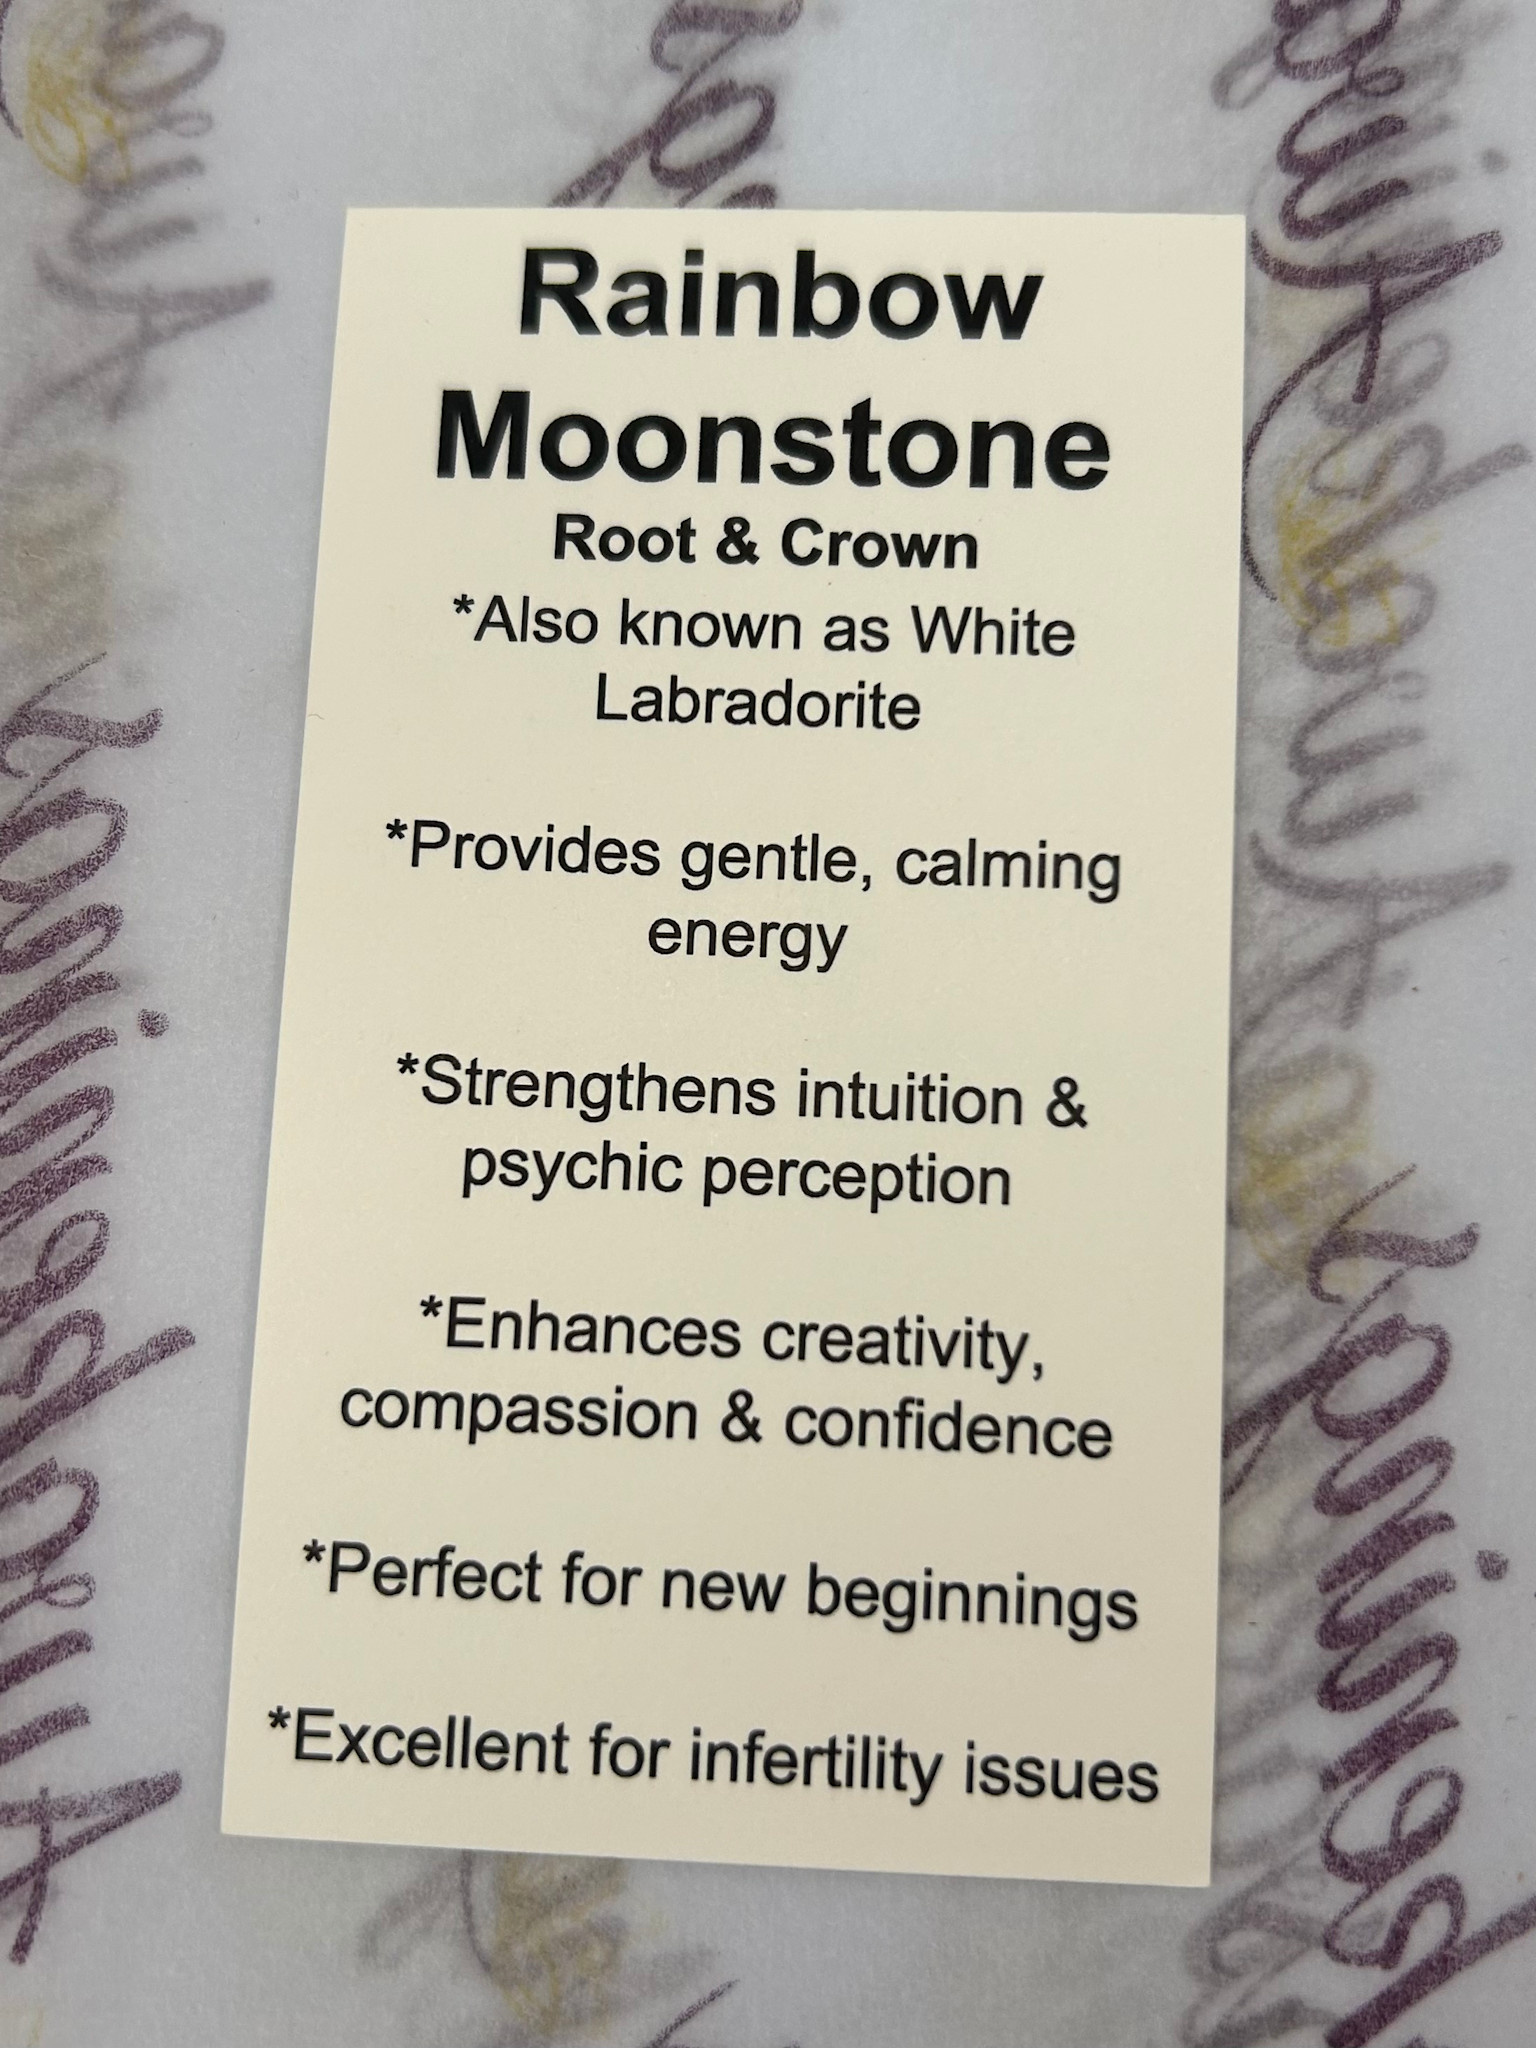 Rainbow
Moonstone
Root & Crown
*Also known as White
Labradorite
*Provides gentle, calming
energy
*Strengthens intuition &
psychic perception
*Enhances creativity,
compassion & confidence
*Perfect for new beginnings
*Excellent for infertility issues